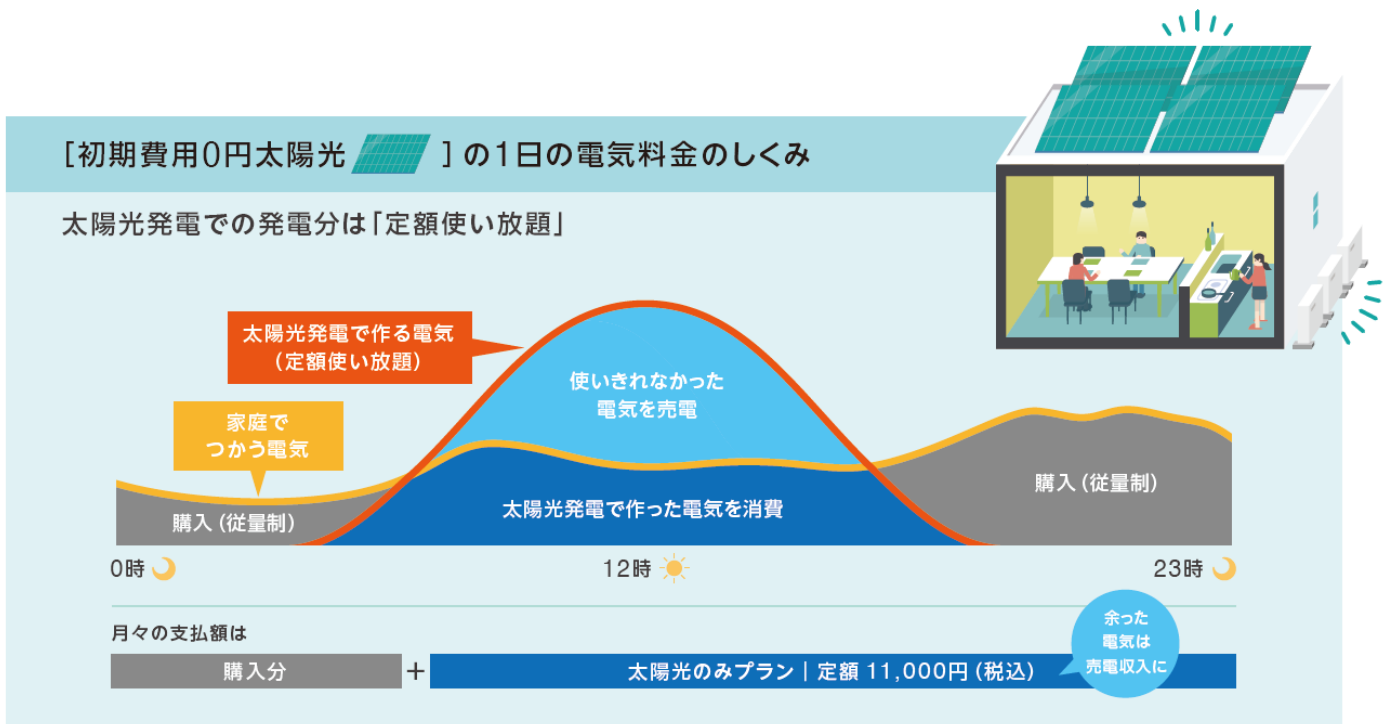 [初期費用0円太陽光 ]の1日の電気料金のしくみ
太陽光発電での発電分は「定額使い放題」
太陽光発電で作る電気
(定額使い放題)
家庭で
つかう電気
使いきれなかった
電気を売電
購入(従量制)
太陽光発電で作った電気を消費
購入(従量制)
0時
12時
23時
月々の支払額は
購入分
+
太陽光のみプラン|定額 11,000円(税込)
余った
電気は
売電収入に